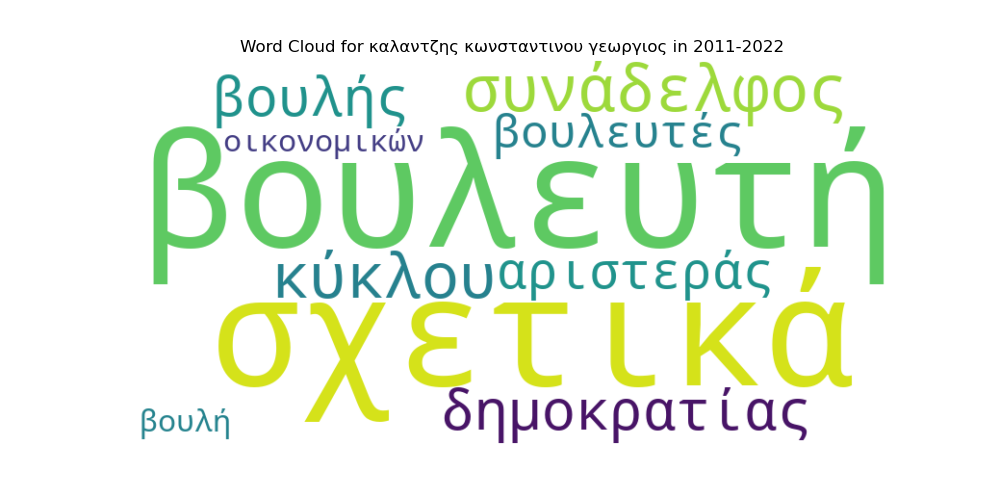 Word Cloud for καλαντζης κωνσταντινου γεωργιος in 2011-2022
βουλής συνάδελφος
οικονομικών βουλευτές
βουλευτή
κύκλου αριστεράς
σχετικά
βουλή δημοκρατίας